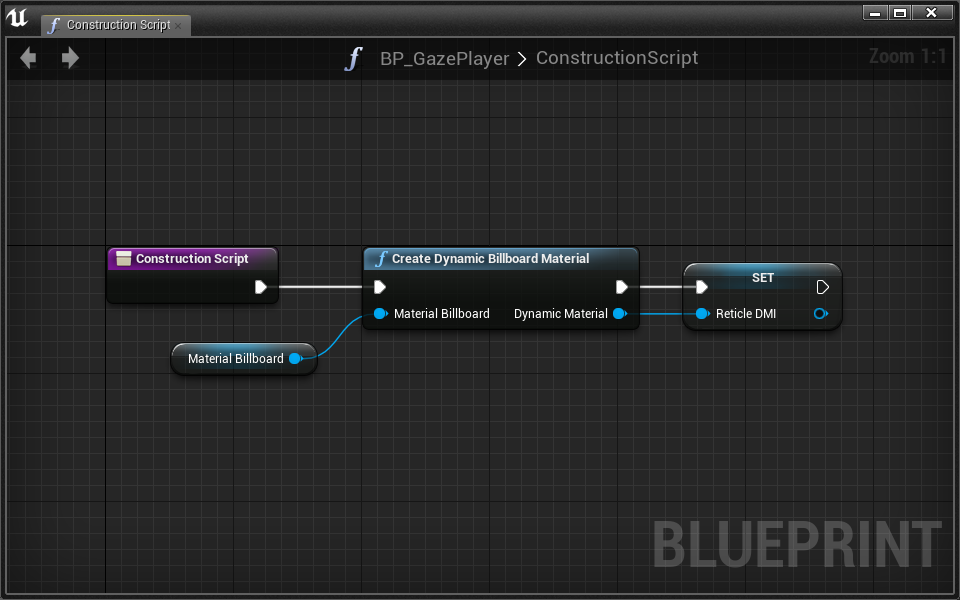 Construction Script
BP_GazePlayer > ConstructionScript
Zoom 1:1
Construction Script
Create Dynamic Billboard Material
Material Billboard
Dynamic Material
SET
Reticle DMI
Material Billboard
BLUEPRINT